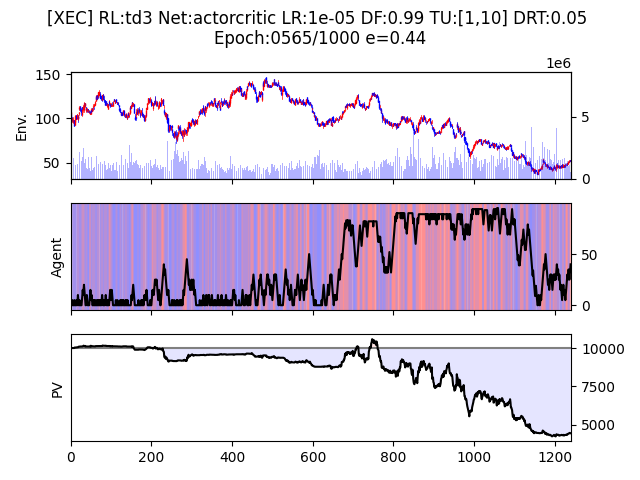 [XEC] RL:td3 Net:actorcritic LR:1e-05 DF:0.99 TU:[1,10] DRT:0.05
Epoch:0565/1000 e=0.44
1e6
150
100
50
Env.
5
0
Agent
50
0
PV
10000
7500
5000
0 200 400 600 800 1000 1200